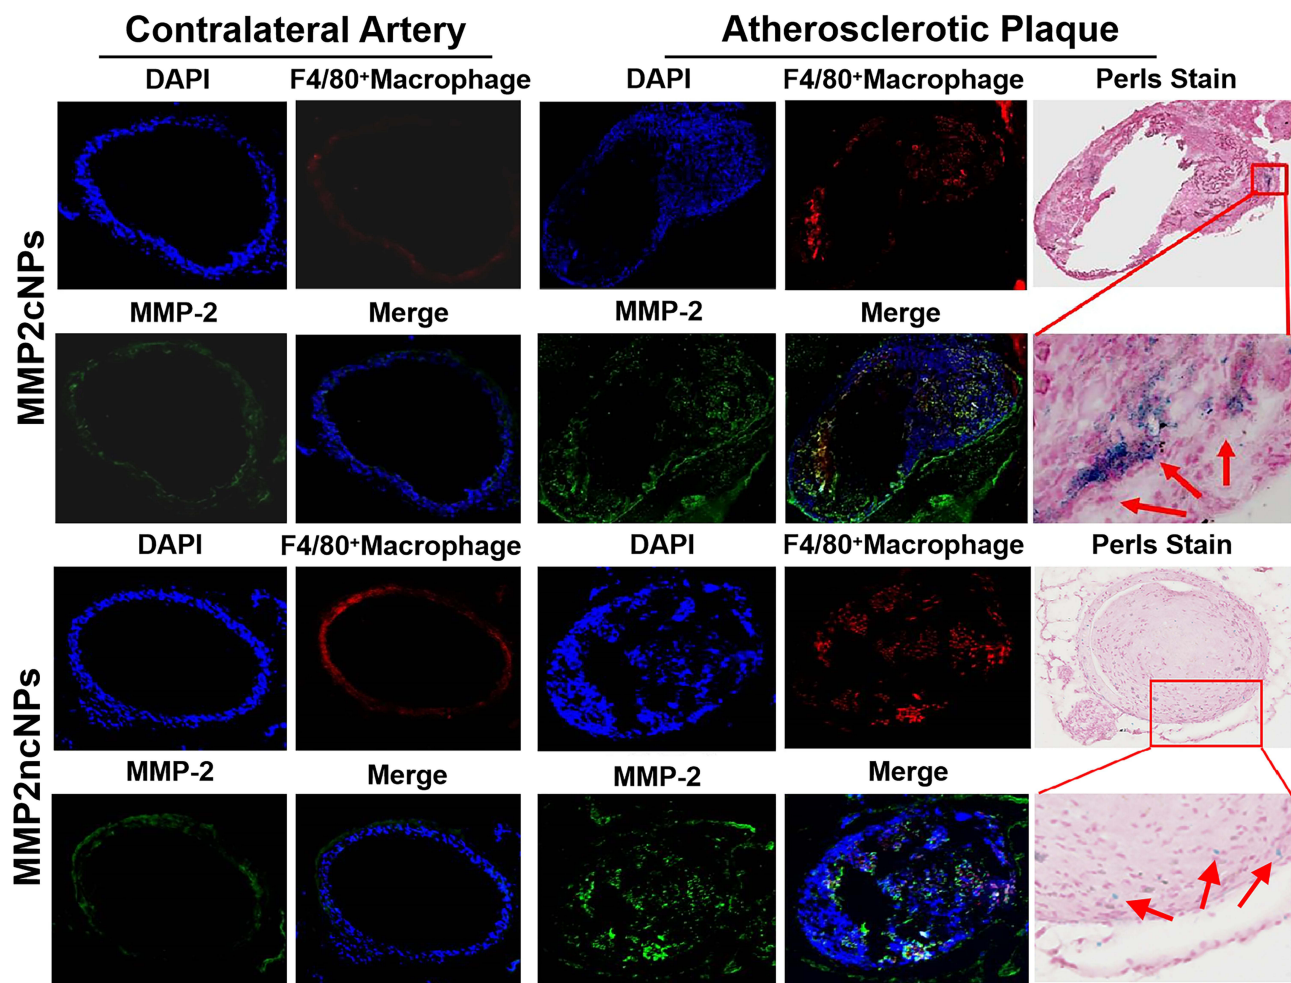 Contralateral Artery
Atherosclerotic Plaque
DAPI
F4/80⁺Macrophage
DAPI
F4/80⁺Macrophage
Perls Stain
MMP2cNPs
MMP-2
Merge
MMP-2
Merge
DAPI
F4/80⁺Macrophage
DAPI
F4/80⁺Macrophage
Perls Stain
MMP2ncNPs
MMP-2
Merge
MMP-2
Merge